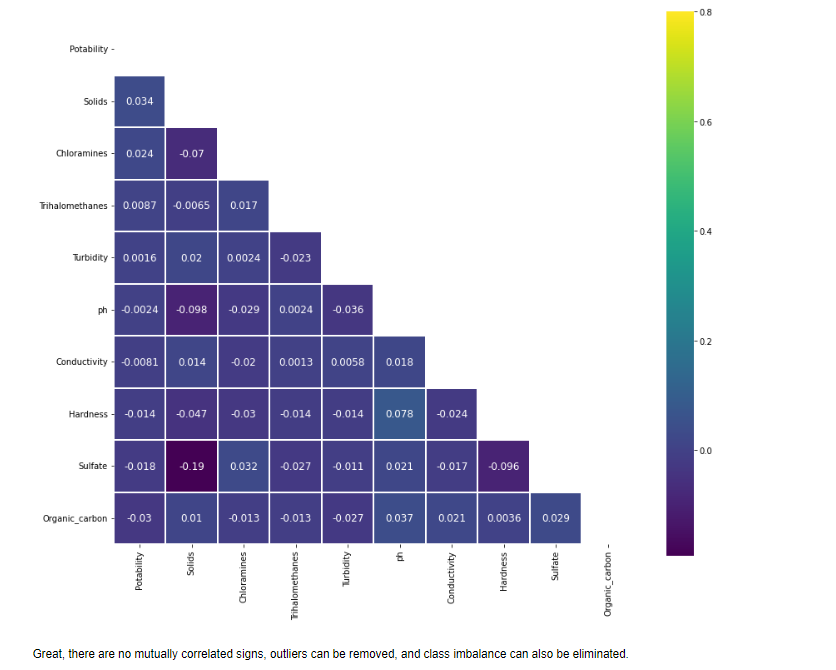 0.8
Potability
Solids 0.034
0.6
Chloramines 0.024 -0.07
Trihalomethanes 0.0087 -0.0065 0.017
0.4
Turbidity 0.0016 0.02 0.0024 -0.023
ph -0.0024 -0.098 -0.029 0.0024 -0.036
0.2
Conductivity -0.0081 0.014 -0.02 0.0013 0.0058 0.018
Hardness -0.014 -0.047 -0.03 -0.014 -0.014 0.078 -0.024
0.0
Sulfate -0.018 -0.19 0.032 -0.027 -0.011 0.021 -0.017 -0.096
Organic_carbon -0.03 0.01 -0.013 -0.013 -0.027 0.037 0.021 0.0036 0.029
Potability
Solids
Chloramines
Trihalomethanes
Turbidity
ph
Conductivity
Hardness
Sulfate
Organic_carbon
Great, there are no mutually correlated signs, outliers can be removed, and class imbalance can also be eliminated.